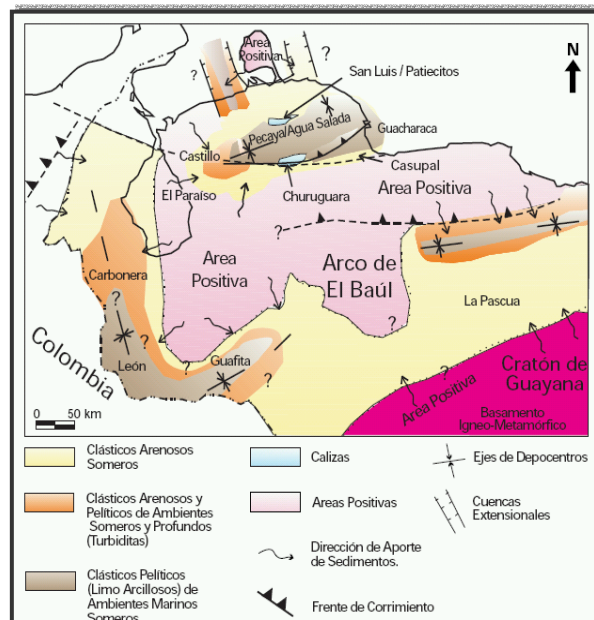 Area
Positiva
?
?
N
San Luis / Patiecitos
Pecaya/Agua Salada
Guacharaca
Castillo
Casupal
El Paraíso
Churuguara
Area Positiva
?
Area
Positiva
Arco de
El Baúl
Carbonera
La Pascua
?
?
?
León
Guafita
?
?
Colombia
Cratón de
Guayana
?
Area Positiva
Basamento
Igneo-Metamórfico
0 50 km
Clásticos Arenosos
Someros
Calizas
Ejes de Depocentros
Clásticos Arenosos y
Pelíticos de Ambientes
Someros y Profundos
(Turbiditas)
Areas Positivas
Cuencas
Extensionales
Dirección de Aporte
de Sedimentos.
Clásticos Pelíticos
(Limo Arcillosos) de
Ambientes Marinos
Someros
Frente de Corrimiento